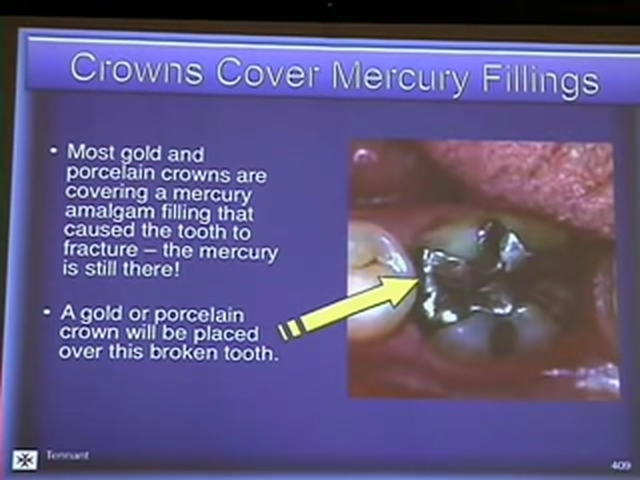 Crowns Cover Mercury Fillings
• Most gold and
porcelain crowns are
covering a mercury
amalgam filling that
caused the tooth to
fracture – the mercury
is still there!
• A gold or porcelain
crown will be placed
over this broken tooth.
Tennant
409